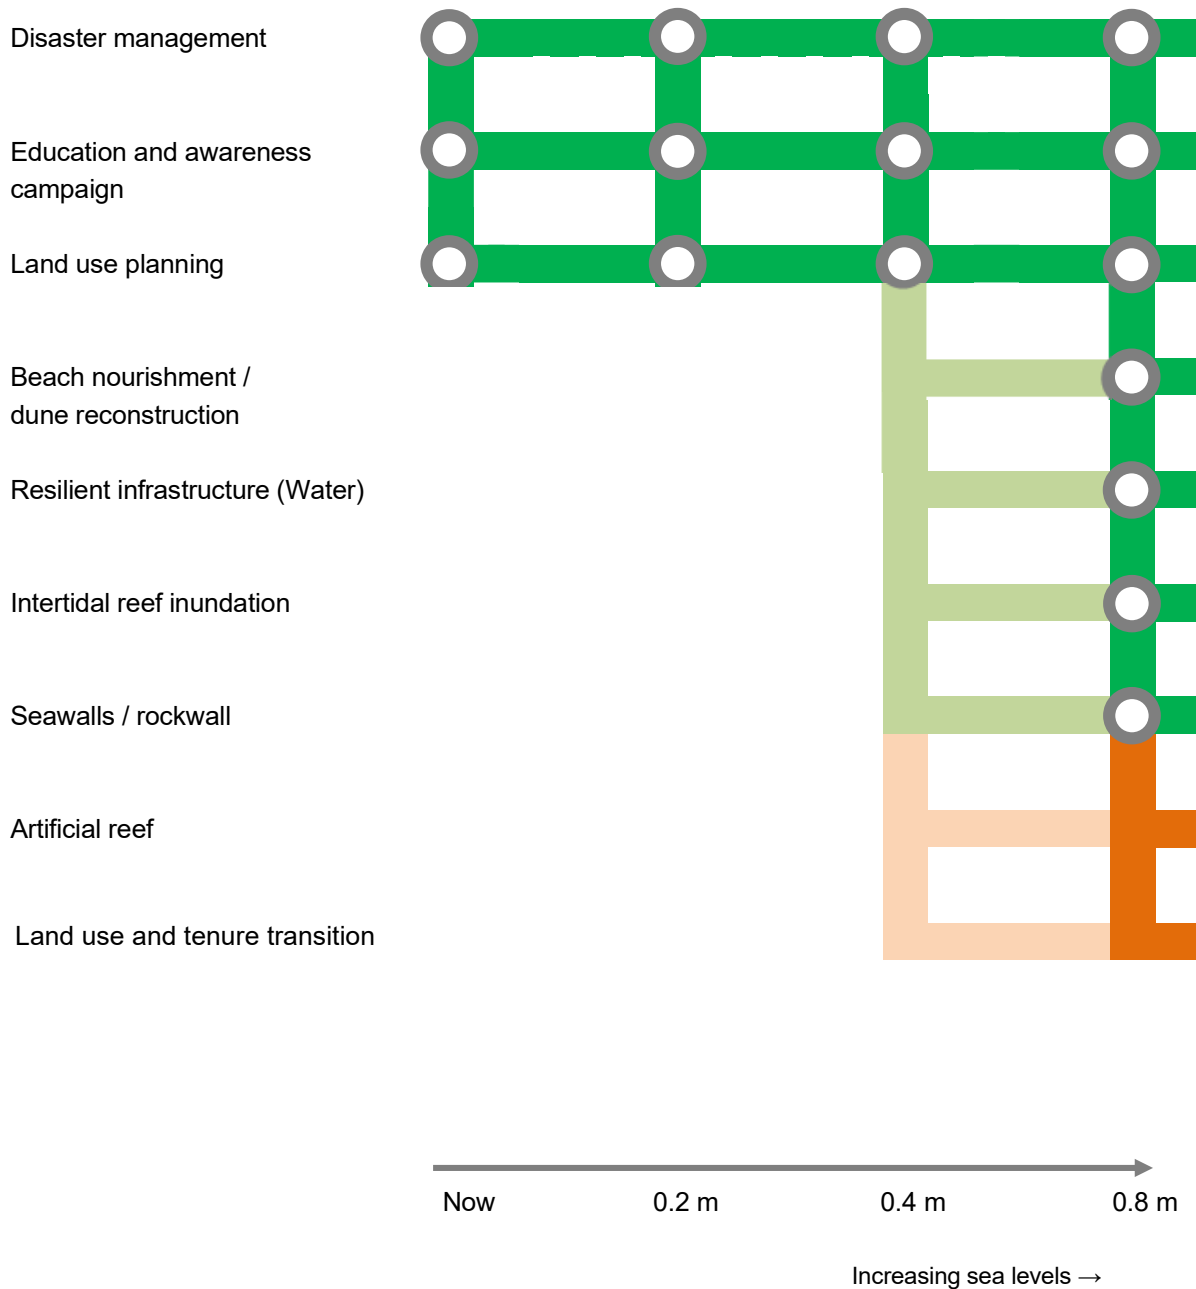 Disaster management
Education and awareness
campaign
Land use planning
Beach nourishment /
dune reconstruction
Resilient infrastructure (Water)
Intertidal reef inundation
Seawalls / rockwall
Artificial reef
Land use and tenure transition
Now 0.2 m 0.4 m 0.8 m
Increasing sea levels →